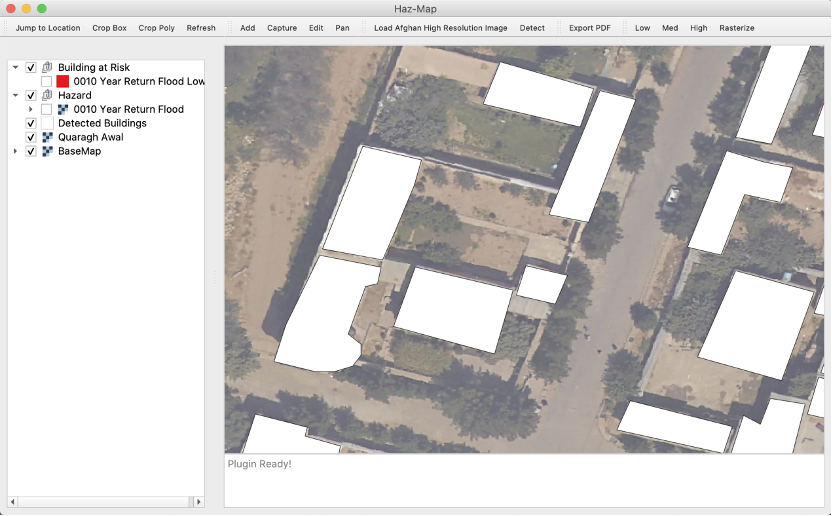 Haz-Map
Jump to Location Crop Box Crop Poly Refresh Add Capture Edit Pan Load Afghan High Resolution Image Detect Export PDF Low Med High Rasterize
Building at Risk
0010 Year Return Flood Low
Hazard
0010 Year Return Flood
Detected Buildings
Quaragh Awal
BaseMap
Plugin Ready!